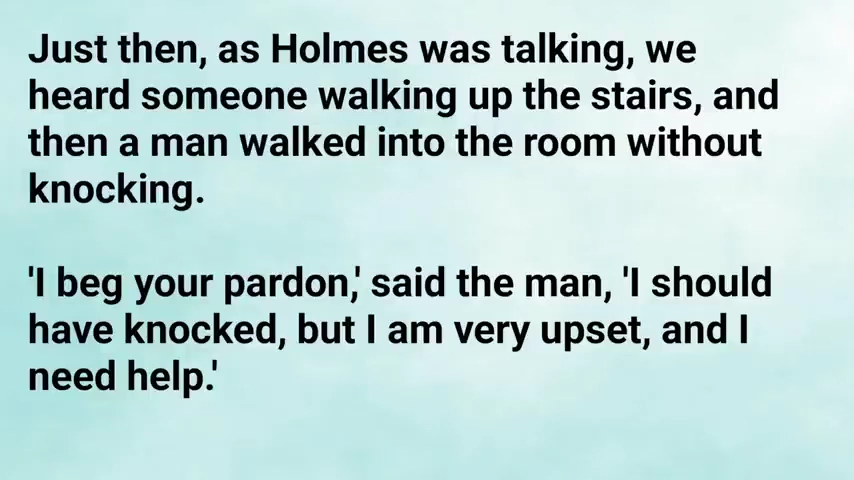 Just then, as Holmes was talking, we
heard someone walking up the stairs, and
then a man walked into the room without
knocking.
'I beg your pardon,' said the man, 'I should
have knocked, but I am very upset, and I
need help.'